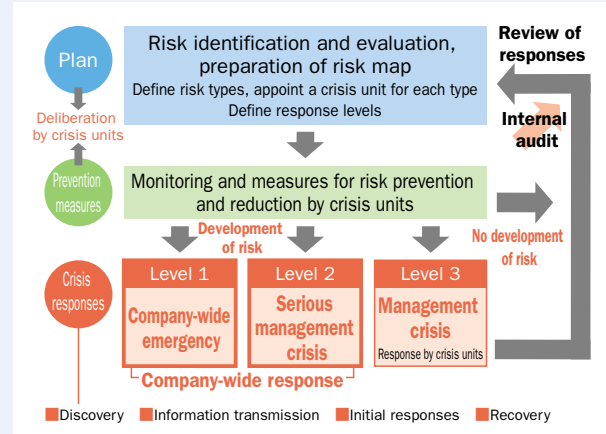 Plan
Risk identification and evaluation,
preparation of risk map
Define risk types, appoint a crisis unit for each type
Define response levels
Review of
responses
Internal
audit
Deliberation
by crisis units
Prevention
measures
Monitoring and measures for risk prevention
and reduction by crisis units
Development
of risk
No development
of risk
Crisis
responses
Level 1
Company-wide
emergency
Level 2
Serious
management
crisis
Level 3
Management
crisis
Response by crisis units
Company-wide response
Discovery
Information transmission
Initial responses
Recovery